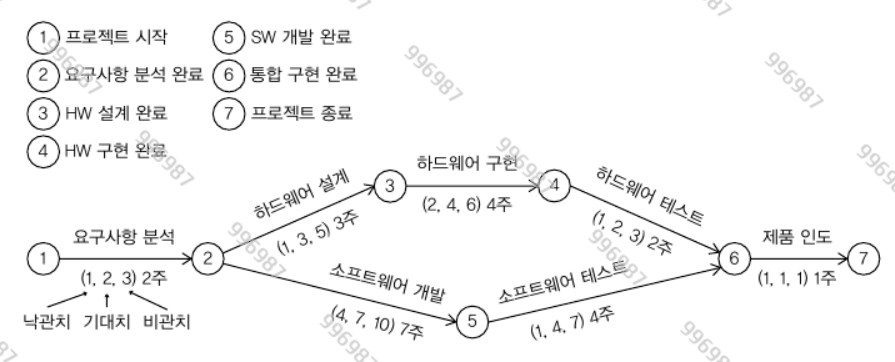 1 프로젝트 시작
2 요구사항 분석 완료
3 HW 설계 완료
4 HW 구현 완료
5 SW 개발 완료
6 통합 구현 완료
7 프로젝트 종료
1
요구사항 분석
(1, 2, 3) 2주
낙관치 기대치 비관치
2
하드웨어 설계
(1, 3, 5) 3주
3
하드웨어 구현
(2, 4, 6) 4주
4
하드웨어 테스트
(1, 2, 3) 2주
소프트웨어 개발
(4, 7, 10) 7주
5
소프트웨어 테스트
(1, 4, 7) 4주
6
제품 인도
(1, 1, 1) 1주
7
996987
996987
996987
996987
996987
996987
996987
996987